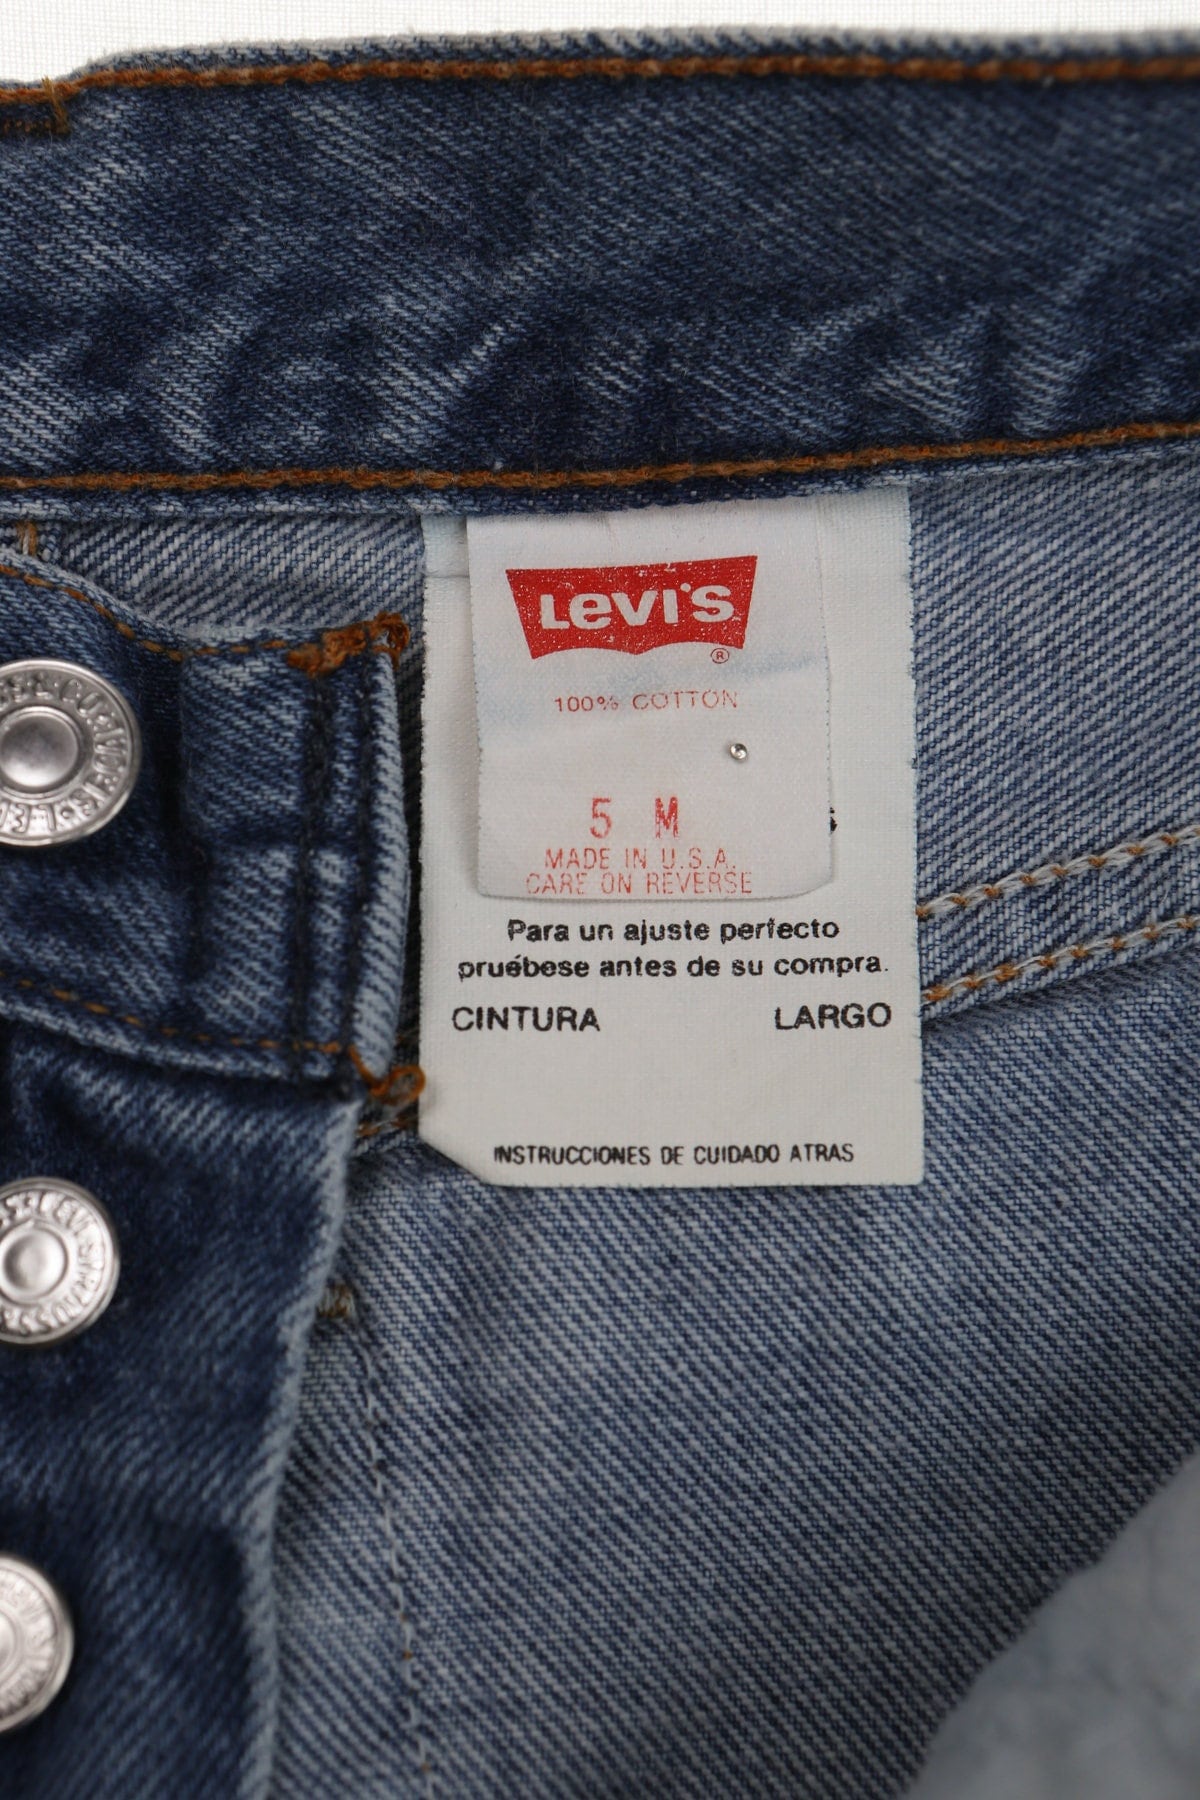 LEVI'S
®
100% COTTON
5 M
MADE IN U.S.A.
CARE ON REVERSE
Para un ajuste perfecto
pruébese antes de su compra.
CINTURA LARGO
INSTRUCCIONES DE CUIDADO ATRAS